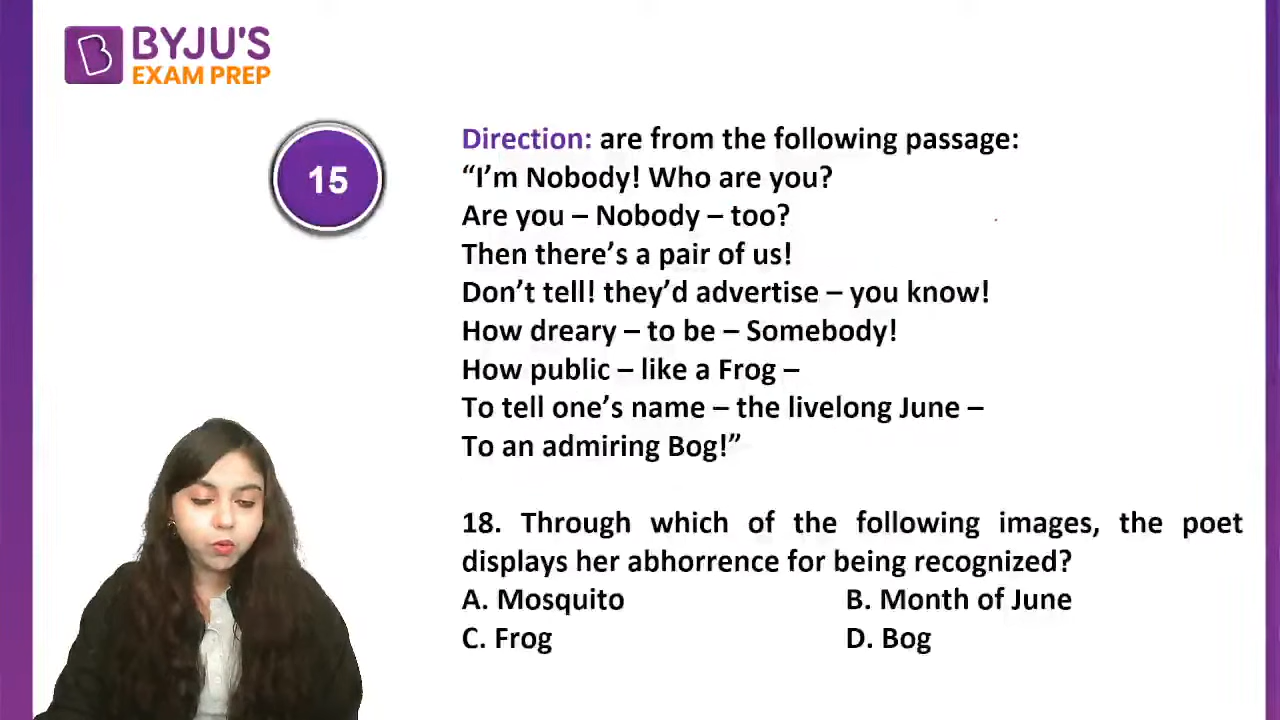 BYJU'S
EXAM PREP
15
Direction: are from the following passage:
“I’m Nobody! Who are you?
Are you – Nobody – too?
Then there’s a pair of us!
Don’t tell! they’d advertise – you know!
How dreary – to be – Somebody!
How public – like a Frog –
To tell one’s name – the livelong June –
To an admiring Bog!”
18. Through which of the following images, the poet
displays her abhorrence for being recognized?
A. Mosquito B. Month of June
C. Frog D. Bog